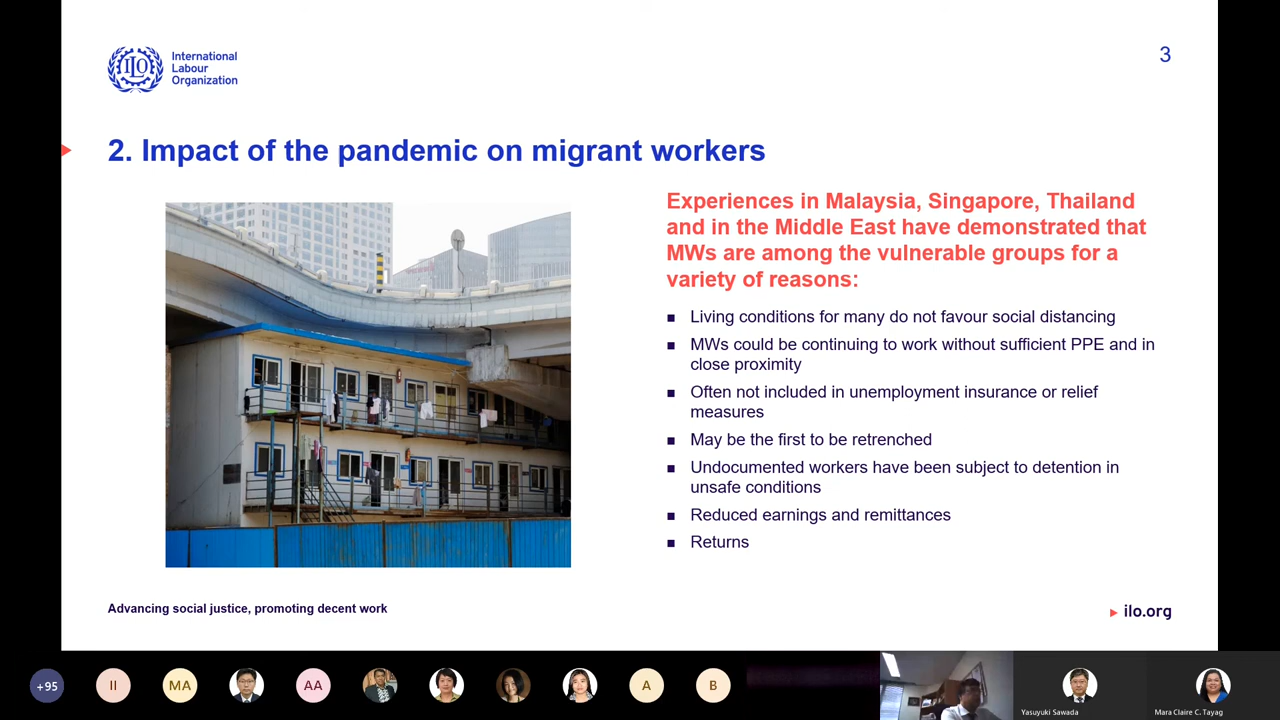 ILO
International
Labour
Organization
3
2. Impact of the pandemic on migrant workers
Experiences in Malaysia, Singapore, Thailand
and in the Middle East have demonstrated that
MWs are among the vulnerable groups for a
variety of reasons:
■ Living conditions for many do not favour social distancing
■ MWs could be continuing to work without sufficient PPE and in
close proximity
■ Often not included in unemployment insurance or relief
measures
■ May be the first to be retrenched
■ Undocumented workers have been subject to detention in
unsafe conditions
■ Reduced earnings and remittances
■ Returns
Advancing social justice, promoting decent work
ilo.org
+95
II
MA
AA
A
B
Yasuyuki Sawada
Mara Claire C. Tayag